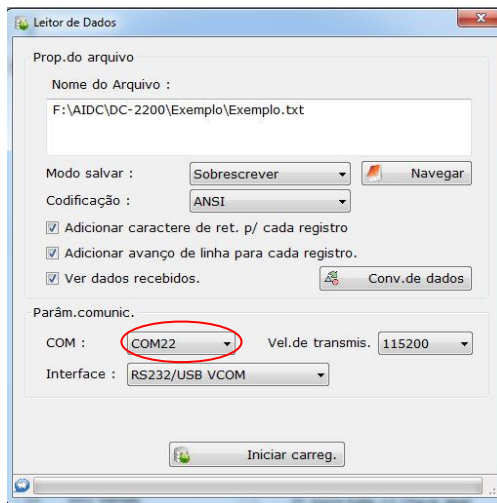 Leitor de Dados
Prop.do arquivo
Nome do Arquivo :
F:\AIDC\DC-2200\Exemplo\Exemplo.txt
Modo salvar : Sobrescrever Navegar
Codificação : ANSI
Adicionar caractere de ret. p/ cada registro
Adicionar avanço de linha para cada registro.
Ver dados recebidos. Conv.de dados
Parâm.comunic.
COM : COM22 Vel.de transmis. 115200
Interface : RS232/USB VCOM
Iniciar carreg.